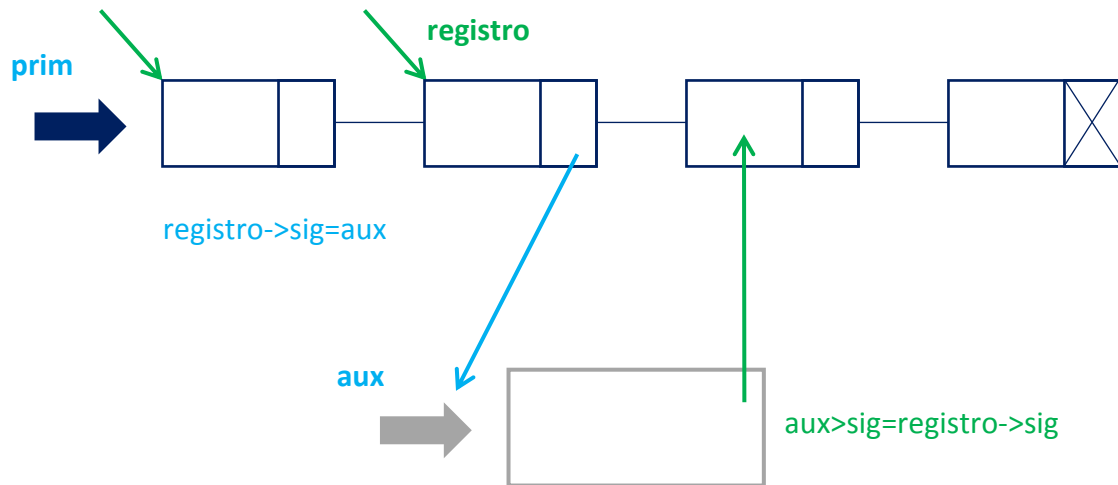 registro
prim
registro->sig=aux
aux
aux>sig=registro->sig